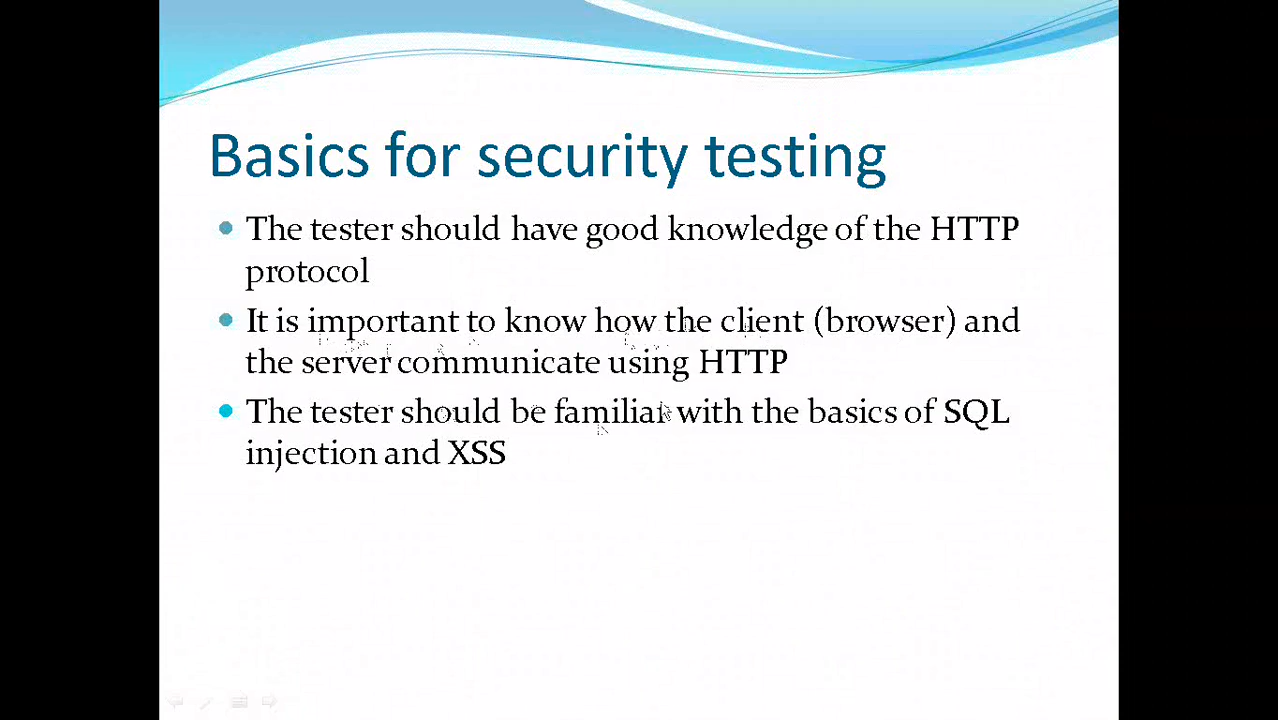 Basics for security testing
The tester should have good knowledge of the HTTP
protocol
It is important to know how the client (browser) and
the server communicate using HTTP
The tester should be familiar with the basics of SQL
injection and XSS